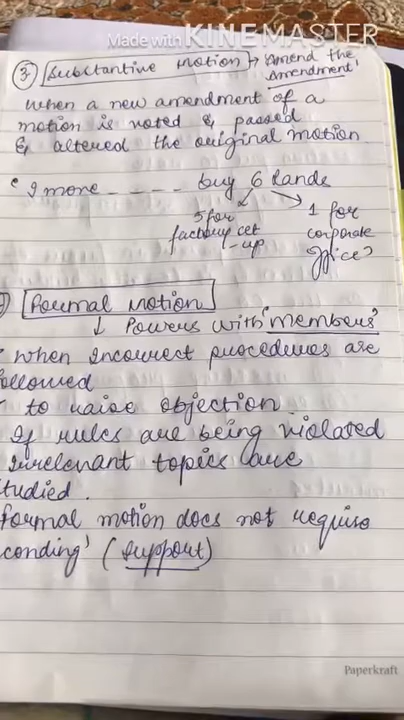 Made with KINEMASTER
③ Substantive Motion → 'Amend the Amendment'
When a new amendment of a
motion is voted & passed
& altered the original motion
"I move _ _ _ _ buy 6 lands
5 for factory set-up
1 for corporate office"
Formal Motion
↓ Powers with 'members'
when incorrect procedures are
followed
to raise objection
If rules are being violated
irrelevant topics are
tudied.
formal motion does not require
conding' (support)
Paperkraft